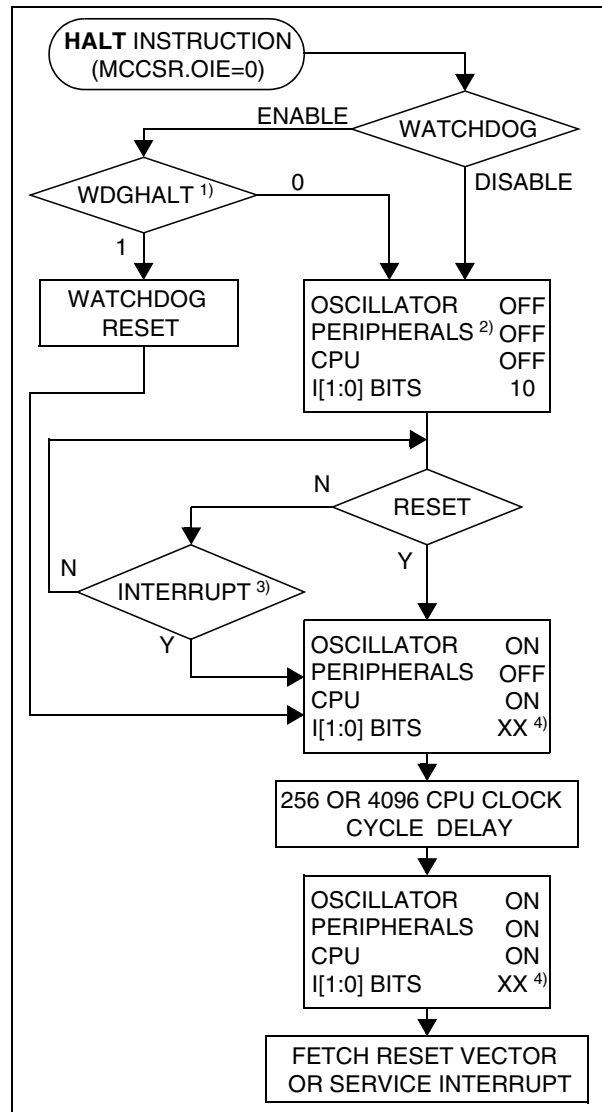 HALT INSTRUCTION
(MCCSR.OIE=0)
ENABLE
WATCHDOG
WDGHALT 1)
0
DISABLE
1
WATCHDOG
RESET
OSCILLATOR OFF
PERIPHERALS 2) OFF
CPU OFF
I[1:0] BITS 10
N
RESET
N
INTERRUPT 3)
Y
Y
OSCILLATOR ON
PERIPHERALS OFF
CPU ON
I[1:0] BITS XX 4)
256 OR 4096 CPU CLOCK
CYCLE DELAY
OSCILLATOR ON
PERIPHERALS ON
CPU ON
I[1:0] BITS XX 4)
FETCH RESET VECTOR
OR SERVICE INTERRUPT